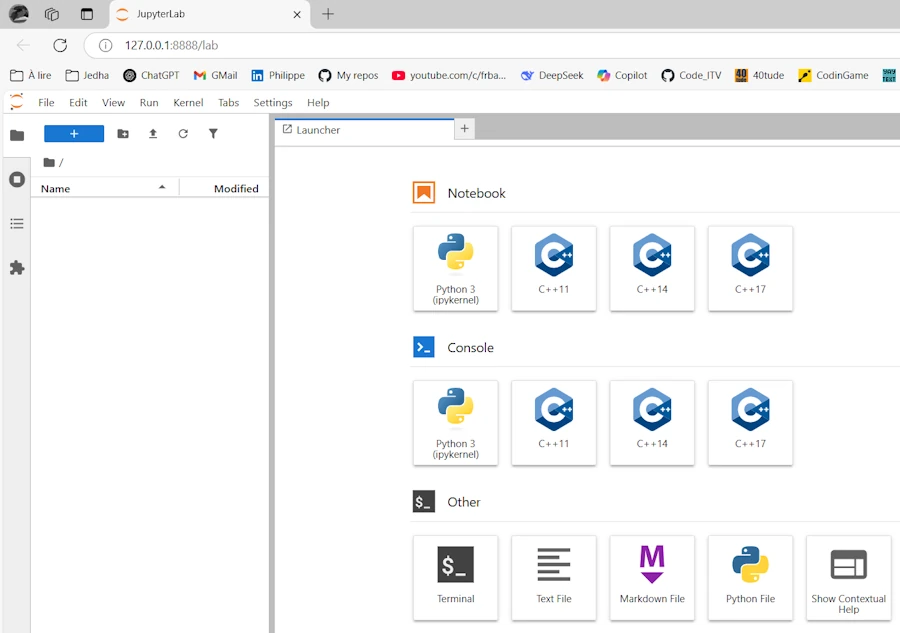 JupyterLab
127.0.0.1:8888/lab
À lire Jedha ChatGPT GMail Philippe My repos youtube.com/c/frba... DeepSeek Copilot Code_ITV 40tude CodinGame
File Edit View Run Kernel Tabs Settings Help
Launcher
/
Name Modified
Notebook
Python 3 (ipykernel) C++11 C++14 C++17
Console
Python 3 (ipykernel) C++11 C++14 C++17
$_ Other
$_
Terminal Text File Markdown File Python File Show Contextual Help